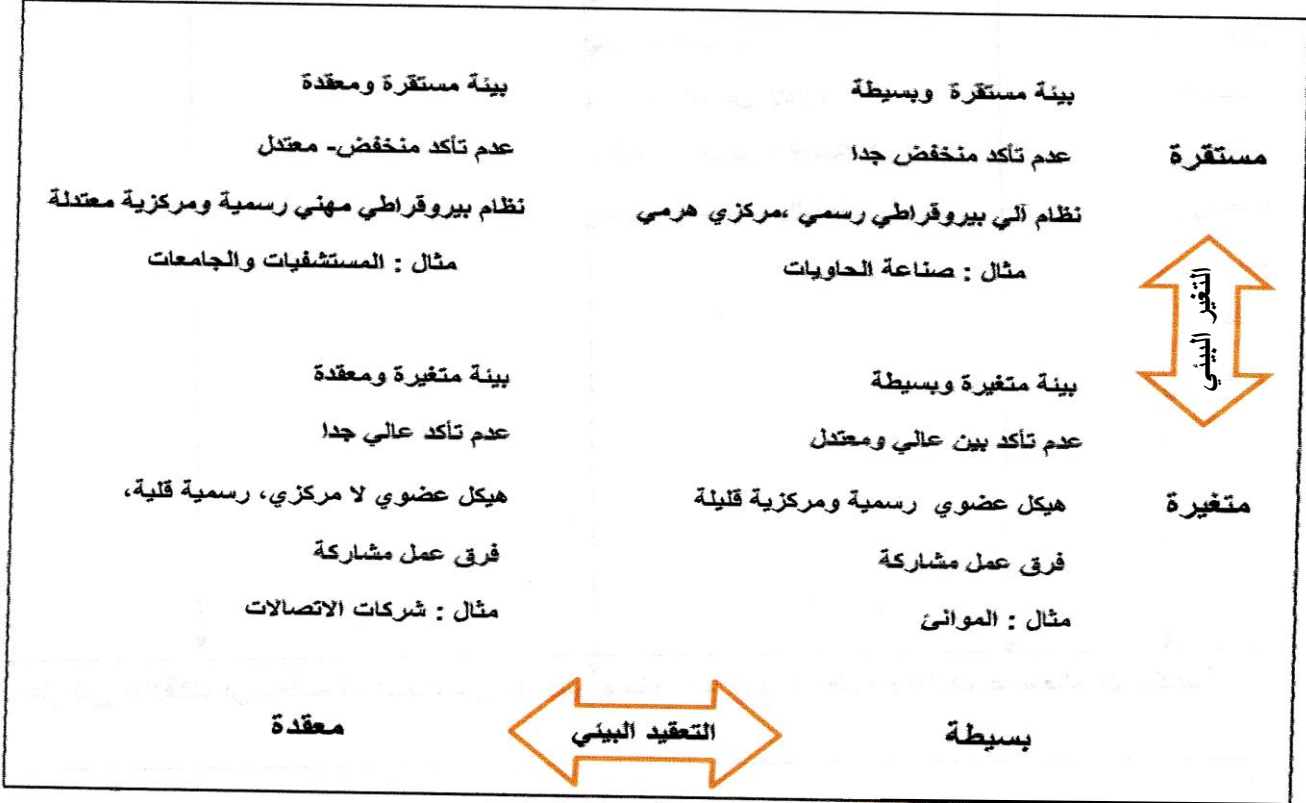 بيئة مستقرة وبسيطة
عدم تأكد منخفض جدا
نظام آلي بيروقراطي رسمي ،مركزي هرمي
مثال : صناعة الحاويات
بيئة مستقرة ومعقدة
عدم تأكد منخفض- معتدل
نظام بيروقراطي مهني رسمية ومركزية معتدلة
مثال : المستشفيات والجامعات
مستقرة
التغير البيئي
بيئة متغيرة وبسيطة
عدم تأكد بين عالي ومعتدل
هيكل عضوي رسمية ومركزية قليلة
فرق عمل مشاركة
مثال : الموانئ
بيئة متغيرة ومعقدة
عدم تأكد عالي جدا
هيكل عضوي لا مركزي، رسمية قلية،
فرق عمل مشاركة
مثال : شركات الاتصالات
متغيرة
بسيطة
التعقيد البيئي
معقدة